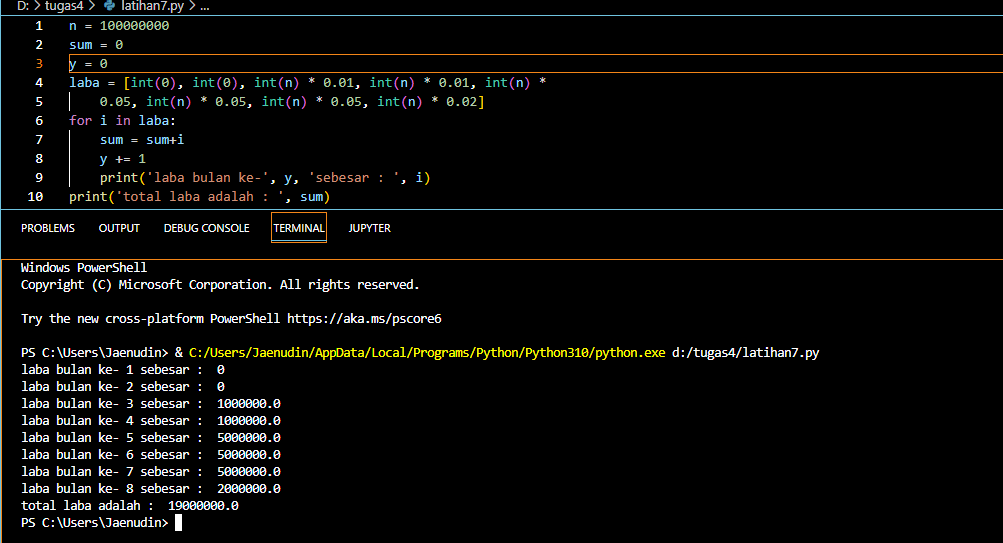 D: > tugas4 > latihan7.py > ...
1 n = 100000000
2 sum = 0
3 y = 0
4 laba = [int(0), int(0), int(n) * 0.01, int(n) * 0.01, int(n) *
5     0.05, int(n) * 0.05, int(n) * 0.05, int(n) * 0.02]
6 for i in laba:
7     sum = sum+i
8     y += 1
9     print('laba bulan ke-', y, 'sebesar : ', i)
10 print('total laba adalah : ', sum)
PROBLEMS OUTPUT DEBUG CONSOLE TERMINAL JUPYTER
Windows PowerShell
Copyright (C) Microsoft Corporation. All rights reserved.
Try the new cross-platform PowerShell https://aka.ms/pscore6
PS C:\Users\Jaenudin> & C:/Users/Jaenudin/AppData/Local/Programs/Python/Python310/python.exe d:/tugas4/latihan7.py
laba bulan ke- 1 sebesar :  0
laba bulan ke- 2 sebesar :  0
laba bulan ke- 3 sebesar :  1000000.0
laba bulan ke- 4 sebesar :  1000000.0
laba bulan ke- 5 sebesar :  5000000.0
laba bulan ke- 6 sebesar :  5000000.0
laba bulan ke- 7 sebesar :  5000000.0
laba bulan ke- 8 sebesar :  2000000.0
total laba adalah :  19000000.0
PS C:\Users\Jaenudin>